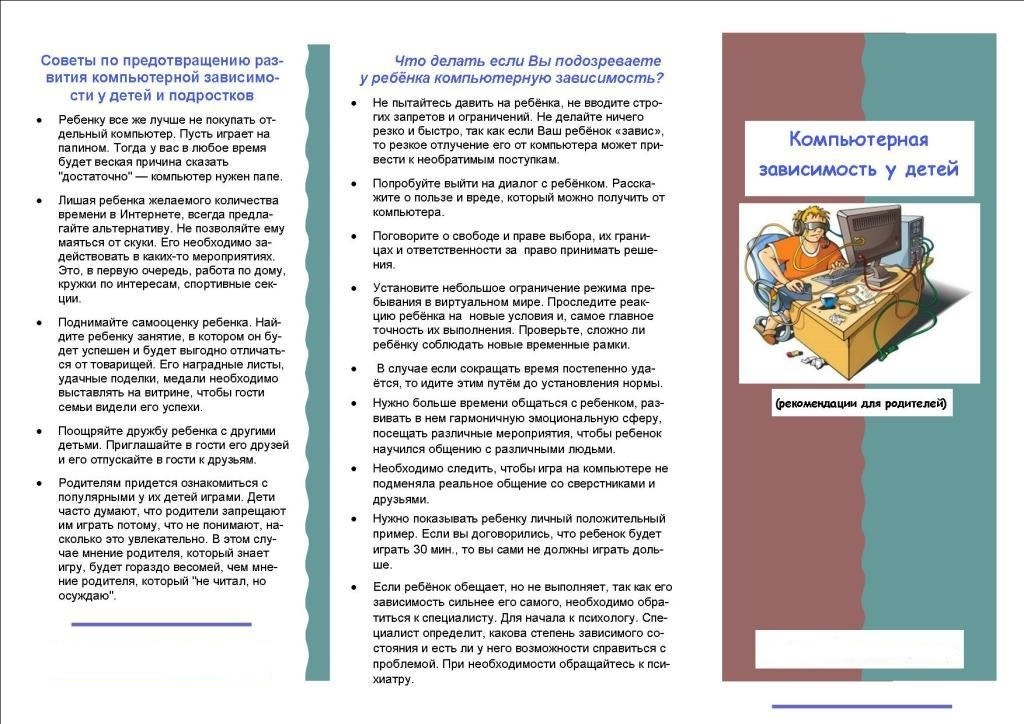 Советы по предотвращению раз-
вития компьютерной зависимо-
сти у детей и подростков
• Ребенку все же лучше не покупать от-
дельный компьютер. Пусть играет на
папином. Тогда у вас в любое время
будет веская причина сказать
"достаточно" — компьютер нужен папе.
• Лишая ребенка желаемого количества
времени в Интернете, всегда предла-
гайте альтернативу. Не позволяйте ему
маяться от скуки. Его необходимо за-
действовать в каких-то мероприятиях.
Это, в первую очередь, работа по дому,
кружки по интересам, спортивные сек-
ции.
• Поднимайте самооценку ребенка. Най-
дите ребенку занятие, в котором он бу-
дет успешен и будет выгодно отличать-
ся от товарищей. Его наградные листы,
удачные поделки, медали необходимо
выставлять на витрине, чтобы гости
семьи видели его успехи.
• Поощряйте дружбу ребенка с другими
детьми. Приглашайте в гости его друзей
и его отпускайте в гости к друзьям.
• Родителям придется ознакомиться с
популярными у их детей играми. Дети
часто думают, что родители запрещают
им играть потому, что не понимают, на-
сколько это увлекательно. В этом слу-
чае мнение родителя, который знает
игру, будет гораздо весомей, чем мне-
ние родителя, который "не читал, но
осуждаю".
Что делать если Вы подозреваете
у ребёнка компьютерную зависимость?
• Не пытайтесь давить на ребёнка, не вводите стро-
гих запретов и ограничений. Не делайте ничего
резко и быстро, так как если Ваш ребёнок «завис»,
то резкое отлучение его от компьютера может при-
вести к необратимым поступкам.
• Попробуйте выйти на диалог с ребёнком. Расска-
жите о пользе и вреде, который можно получить от
компьютера.
• Поговорите о свободе и праве выбора, их грани-
цах и ответственности за право принимать реше-
ния.
• Установите небольшое ограничение режима пре-
бывания в виртуальном мире. Проследите реак-
цию ребёнка на новые условия и, самое главное
точность их выполнения. Проверьте, сложно ли
ребёнку соблюдать новые временные рамки.
• В случае если сокращать время постепенно уда-
ётся, то идите этим путём до установления нормы.
• Нужно больше времени общаться с ребенком, раз-
вивать в нем гармоничную эмоциональную сферу,
посещать различные мероприятия, чтобы ребенок
научился общению с различными людьми.
• Необходимо следить, чтобы игра на компьютере не
подменяла реальное общение со сверстниками и
друзьями.
• Нужно показывать ребенку личный положительный
пример. Если вы договорились, что ребенок будет
играть 30 мин., то вы сами не должны играть доль-
ше.
• Если ребёнок обещает, но не выполняет, так как его
зависимость сильнее его самого, необходимо обра-
титься к специалисту. Для начала к психологу. Спе-
циалист определит, какова степень зависимого со-
стояния и есть ли у него возможности справиться с
проблемой. При необходимости обращайтесь к пси-
хиатру.
Компьютерная
зависимость у детей
(рекомендации для родителей)